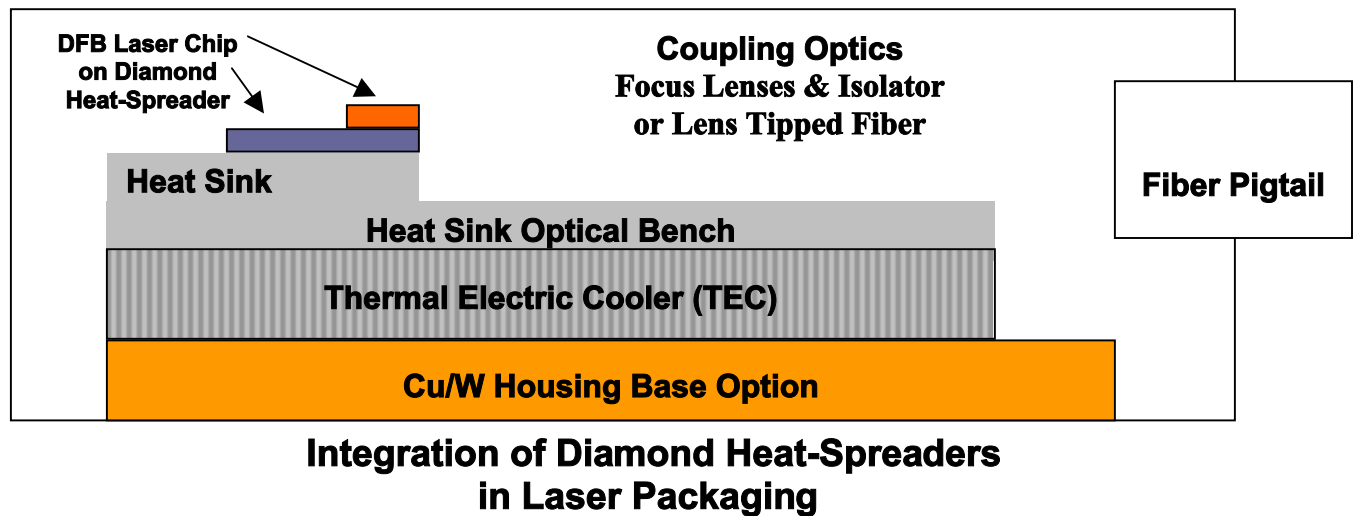 DFB Laser Chip
on Diamond
Heat-Spreader
Coupling Optics
Focus Lenses & Isolator
or Lens Tipped Fiber
Fiber Pigtail
Heat Sink
Heat Sink Optical Bench
Thermal Electric Cooler (TEC)
Cu/W Housing Base Option
Integration of Diamond Heat-Spreaders
in Laser Packaging